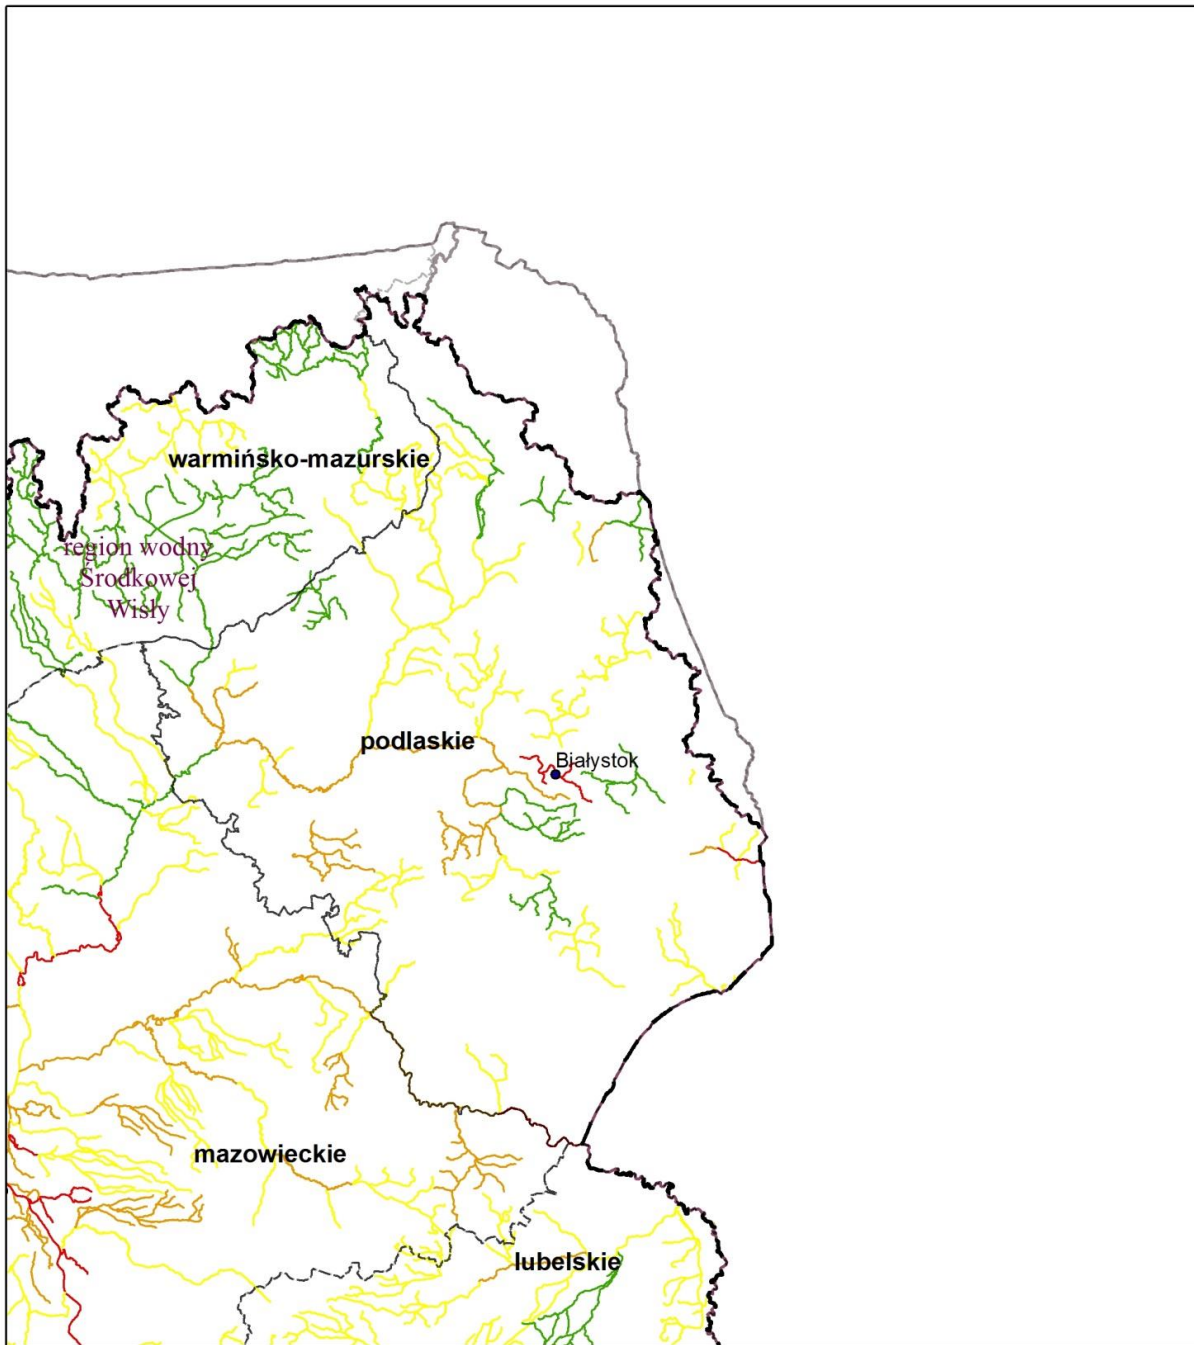 warmińsko-mazurskie
region wodny
Środkowej
Wisły
podlaskie
Białystok
mazowieckie
lubelskie